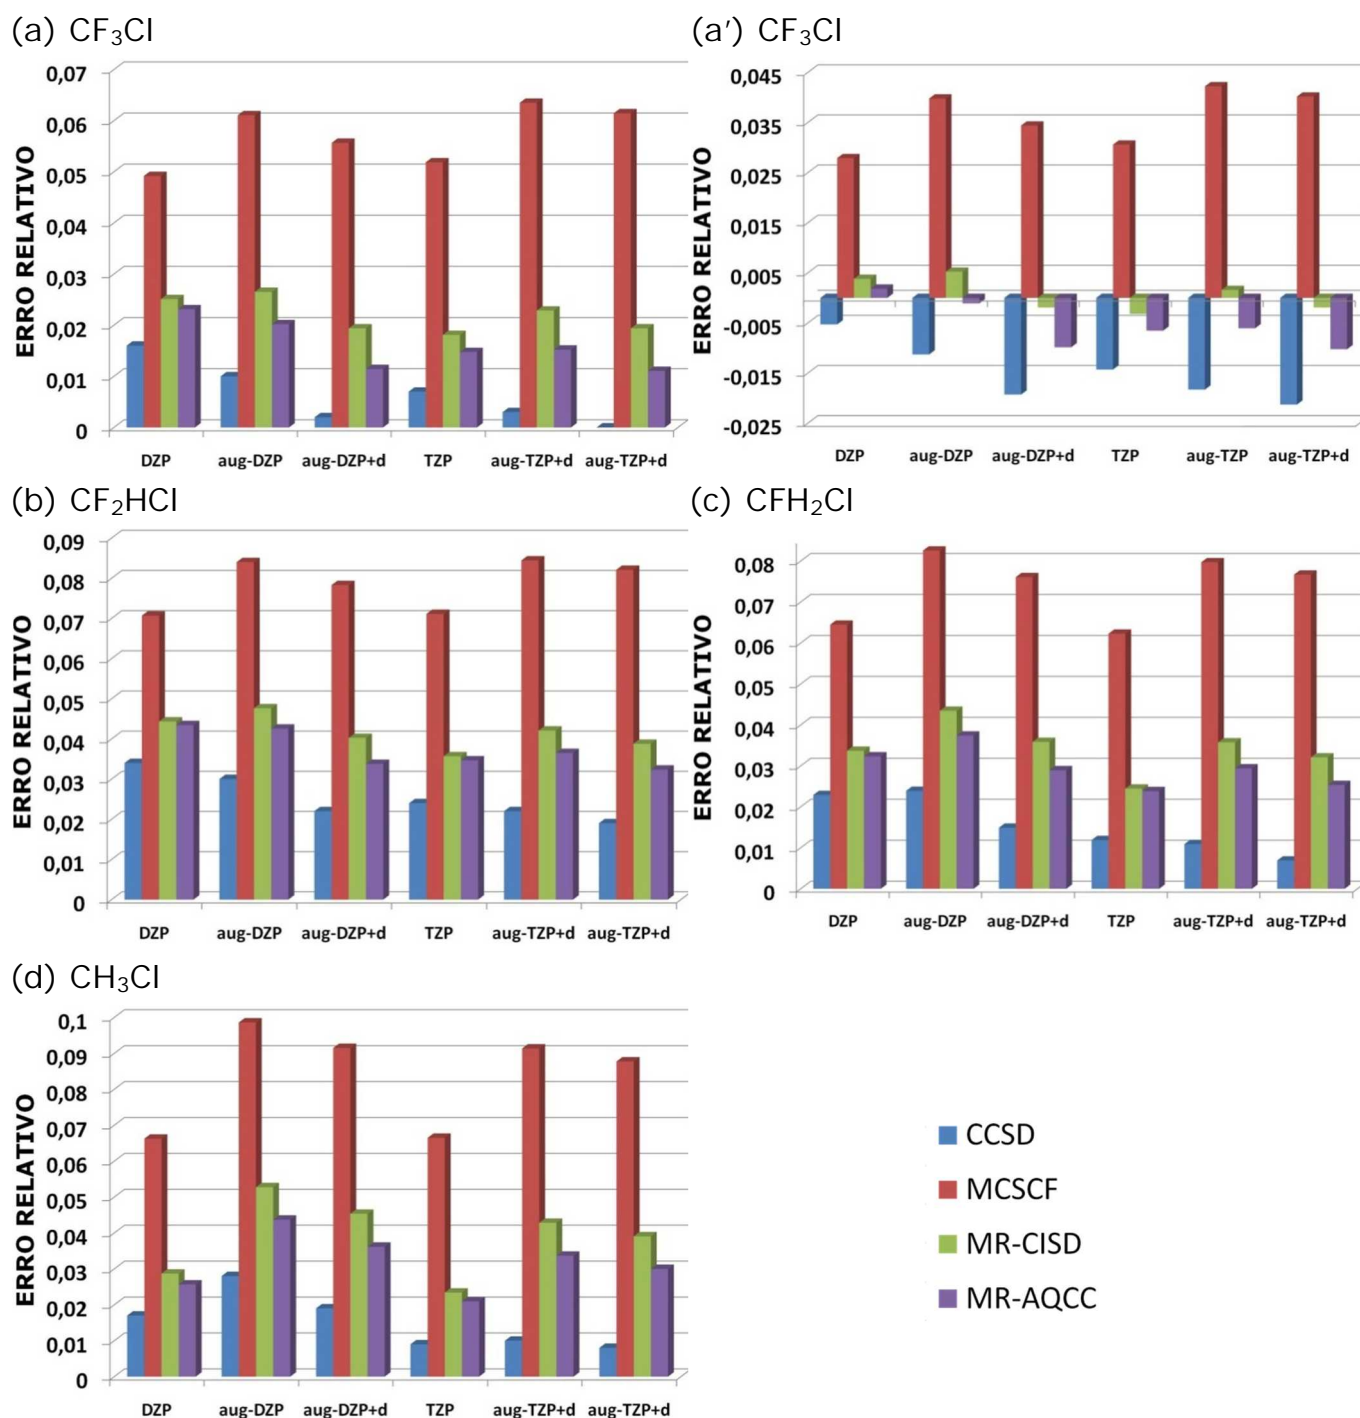 (a) CF₃Cl
0,07
0,06
0,05
0,04
0,03
0,02
0,01
0
ERRO RELATIVO
DZP aug-DZP aug-DZP+d TZP aug-TZP+d aug-TZP+d
(a′) CF₃Cl
0,045
0,035
0,025
0,015
0,005
-0,005
-0,015
-0,025
ERRO RELATIVO
DZP aug-DZP aug-DZP+d TZP aug-TZP aug-TZP+d
(b) CF₂HCl
0,09
0,08
0,07
0,06
0,05
0,04
0,03
0,02
0,01
0
ERRO RELATIVO
DZP aug-DZP aug-DZP+d TZP aug-TZP+d aug-TZP+d
(c) CFH₂Cl
0,08
0,07
0,06
0,05
0,04
0,03
0,02
0,01
0
ERRO RELATIVO
DZP aug-DZP aug-DZP+d TZP aug-TZP+d aug-TZP+d
(d) CH₃Cl
0,1
0,09
0,08
0,07
0,06
0,05
0,04
0,03
0,02
0,01
0
ERRO RELATIVO
DZP aug-DZP aug-DZP+d TZP aug-TZP+d aug-TZP+d
CCSD
MCSCF
MR-CISD
MR-AQCC